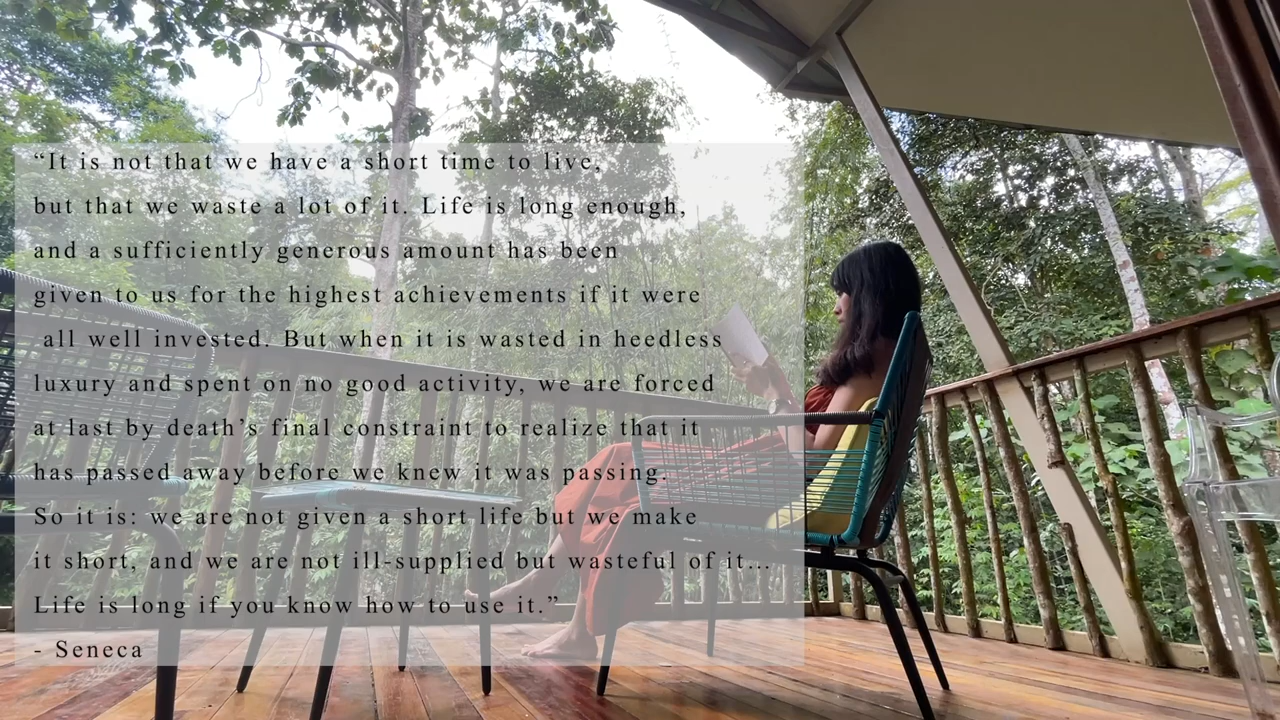 “It is not that we have a short time to live,
but that we waste a lot of it. Life is long enough,
and a sufficiently generous amount has been
given to us for the highest achievements if it were
all well invested. But when it is wasted in heedless
luxury and spent on no good activity, we are forced
at last by death’s final constraint to realize that it
has passed away before we knew it was passing.
So it is: we are not given a short life but we make
it short, and we are not ill-supplied but wasteful of it…
Life is long if you know how to use it.”
- Seneca